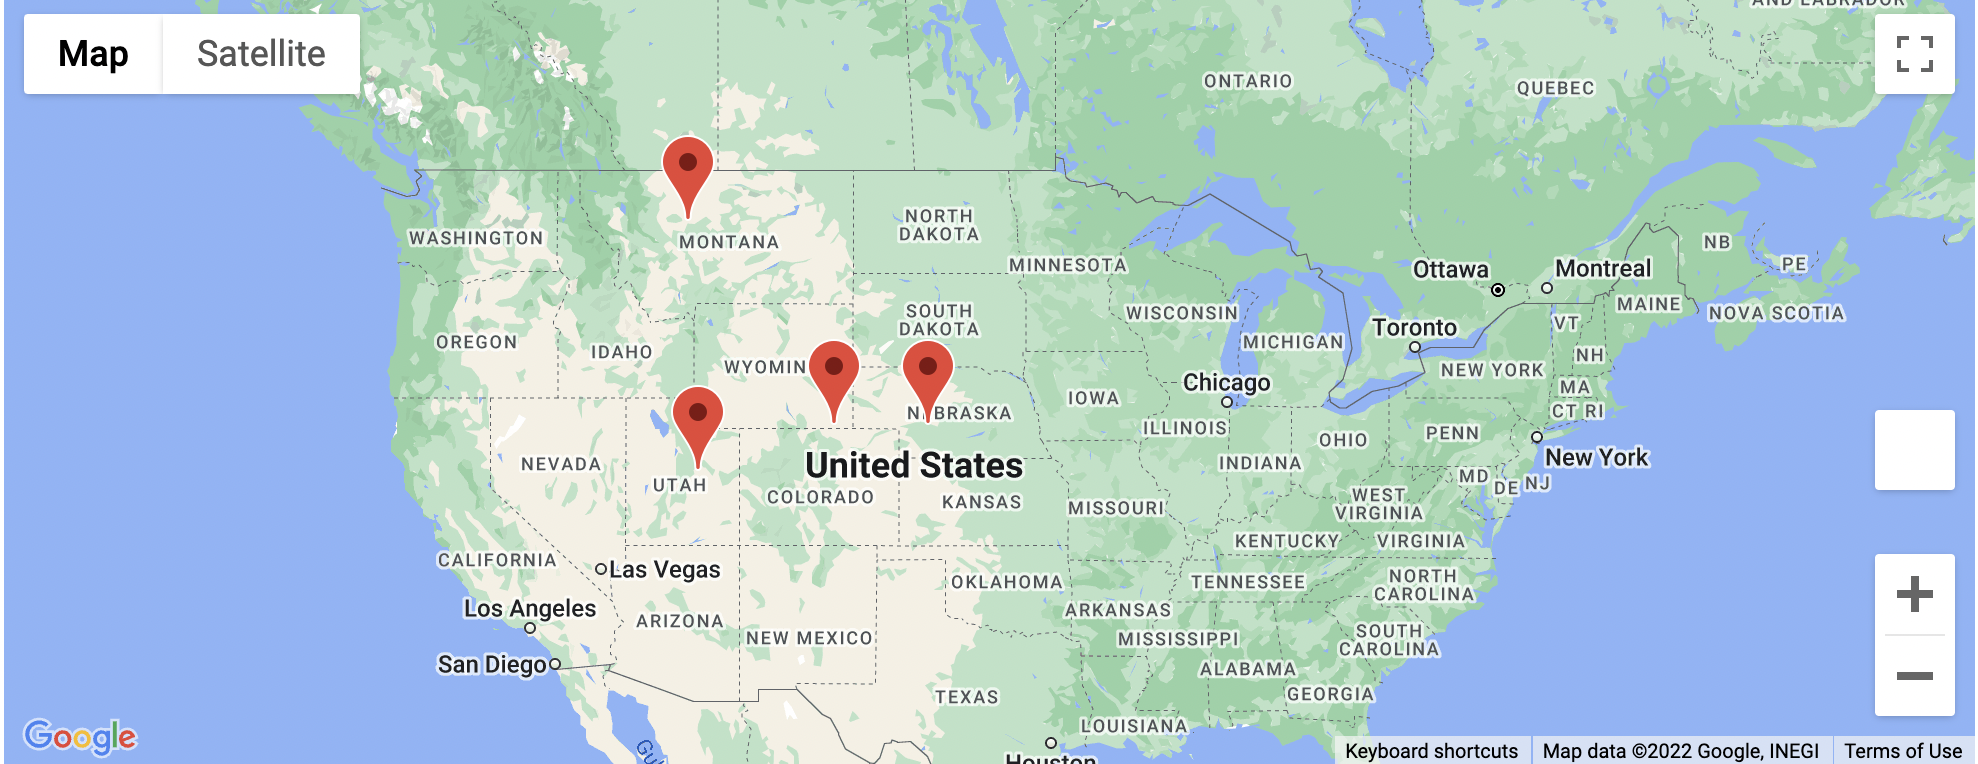 AND LABRADOR
Map
Satellite
ONTARIO
QUEBEC
NORTH
DAKOTA
WASHINGTON
MONTANA
NB
MINNESOTA
PE
Ottawa
Montreal
MAINE
NOVA SCOTIA
SOUTH
DAKOTA
WISCONSIN
VT
Toronto
OREGON
IDAHO
MICHIGAN
NH
WYOMIN
NEW YORK
Chicago
MA
IOWA
CT RI
NEBRASKA
ILLINOIS
OHIO
PENN
NEVADA
United States
INDIANA
New York
UTAH
MD
DE
NJ
COLORADO
KANSAS
MISSOURI
WEST
VIRGINIA
KENTUCKY
VIRGINIA
CALIFORNIA
Las Vegas
OKLAHOMA
TENNESSEE
NORTH
CAROLINA
Los Angeles
ARKANSAS
ARIZONA
NEW MEXICO
MISSISSIPPI
SOUTH
CAROLINA
San Diego
ALABAMA
TEXAS
GEORGIA
LOUISIANA
Google
Gul
Houston
Keyboard shortcuts
Map data ©2022 Google, INEGI
Terms of Use